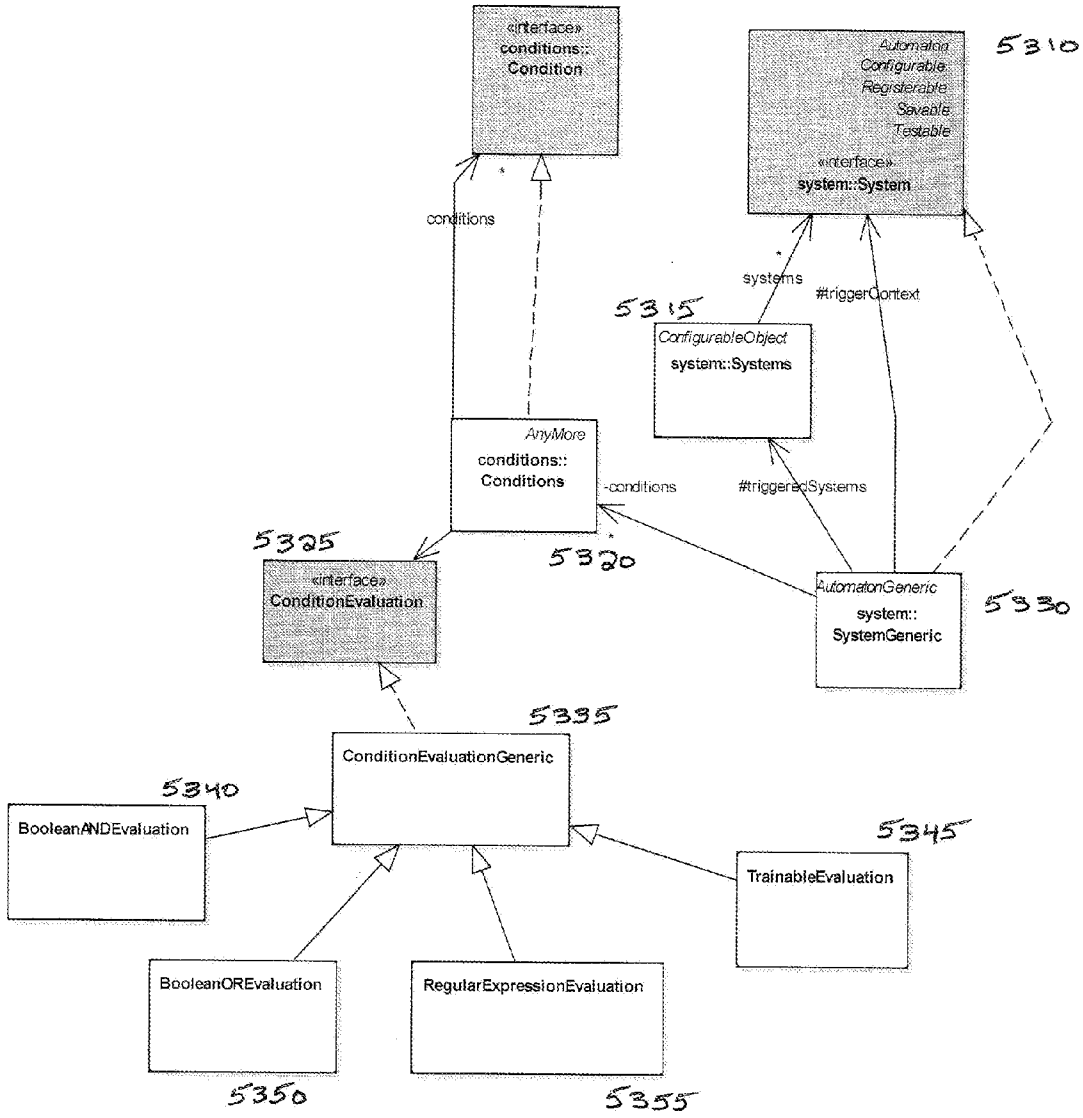 «interface»
conditions::
Condition
Automaton
Configurable
Registerable
Savable
Testable
«interface»
system::System
5310
*
conditions
*
systems
#triggerContext
5315
ConfigurableObject
system::Systems
AnyMore
conditions::
Conditions
-conditions
*
#triggeredSystems
5320
5325
«interface»
ConditionEvaluation
AutomatonGeneric
system::
SystemGeneric
5330
5335
ConditionEvaluationGeneric
5340
BooleanANDEvaluation
5345
TrainableEvaluation
BooleanOREvaluation
5350
RegularExpressionEvaluation
5355